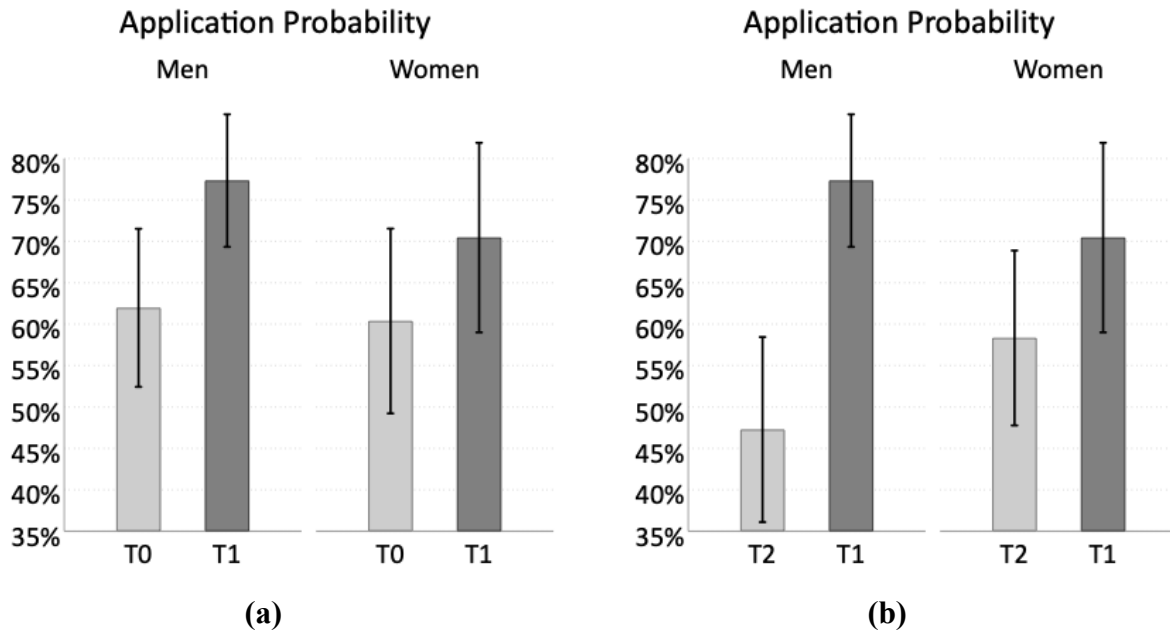 Application Probability
Men Women
80%
75%
70%
65%
60%
55%
50%
45%
40%
35%
T0 T1 T0 T1
(a)
Application Probability
Men Women
80%
75%
70%
65%
60%
55%
50%
45%
40%
35%
T2 T1 T2 T1
(b)